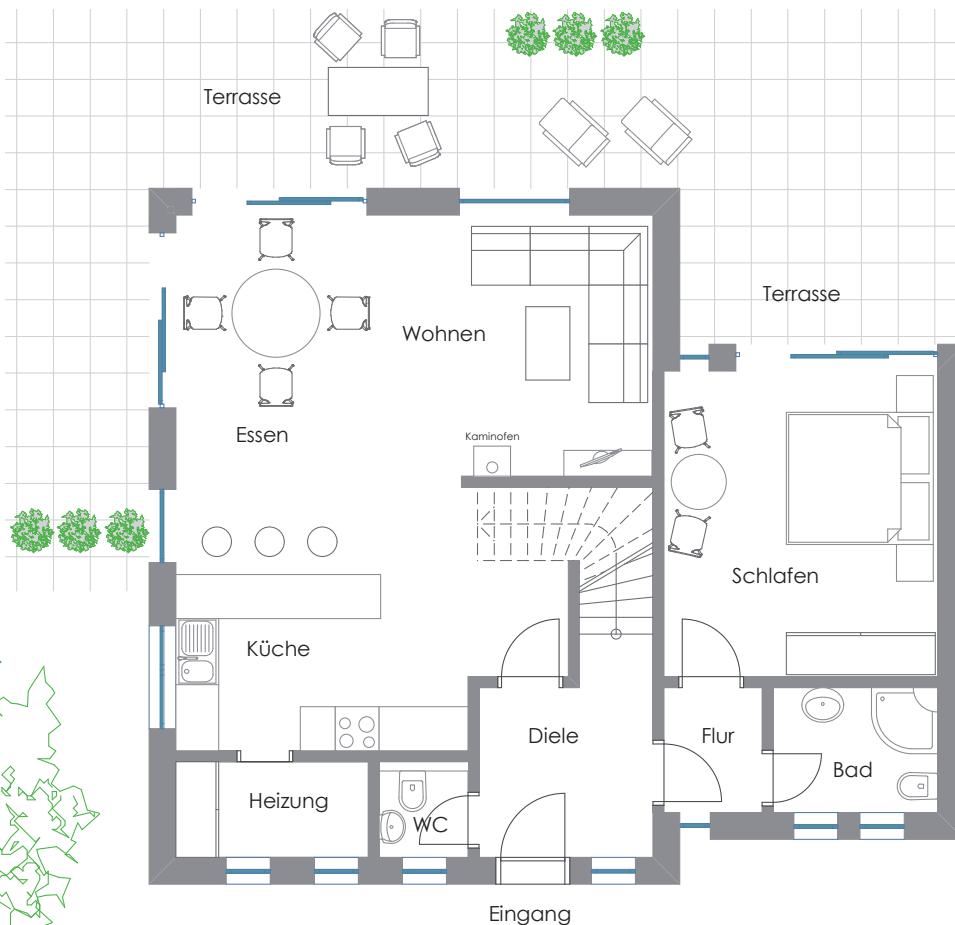 Terrasse
Terrasse
Wohnen
Essen
Kaminofen
Schlafen
Küche
Diele
Flur
Bad
Heizung
WC
Eingang